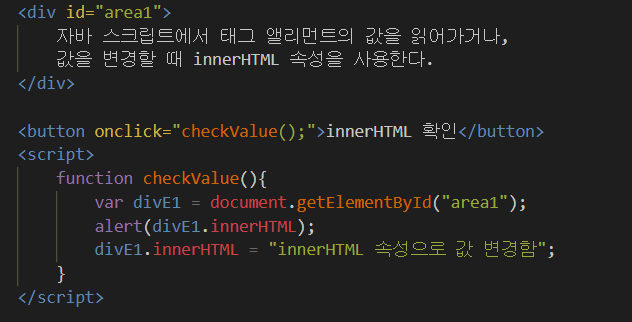 <div id="area1">
자바 스크립트에서 태그 앨리먼트의 값을 읽어가거나,
값을 변경할 때 innerHTML 속성을 사용한다.
</div>
<button onclick="checkValue();">innerHTML 확인</button>
<script>
function checkValue(){
var divE1 = document.getElementById("area1");
alert(divE1.innerHTML);
divE1.innerHTML = "innerHTML 속성으로 값 변경함";
}
</script>